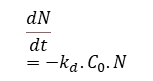 dN
dt
= −k_d . C_0 . N